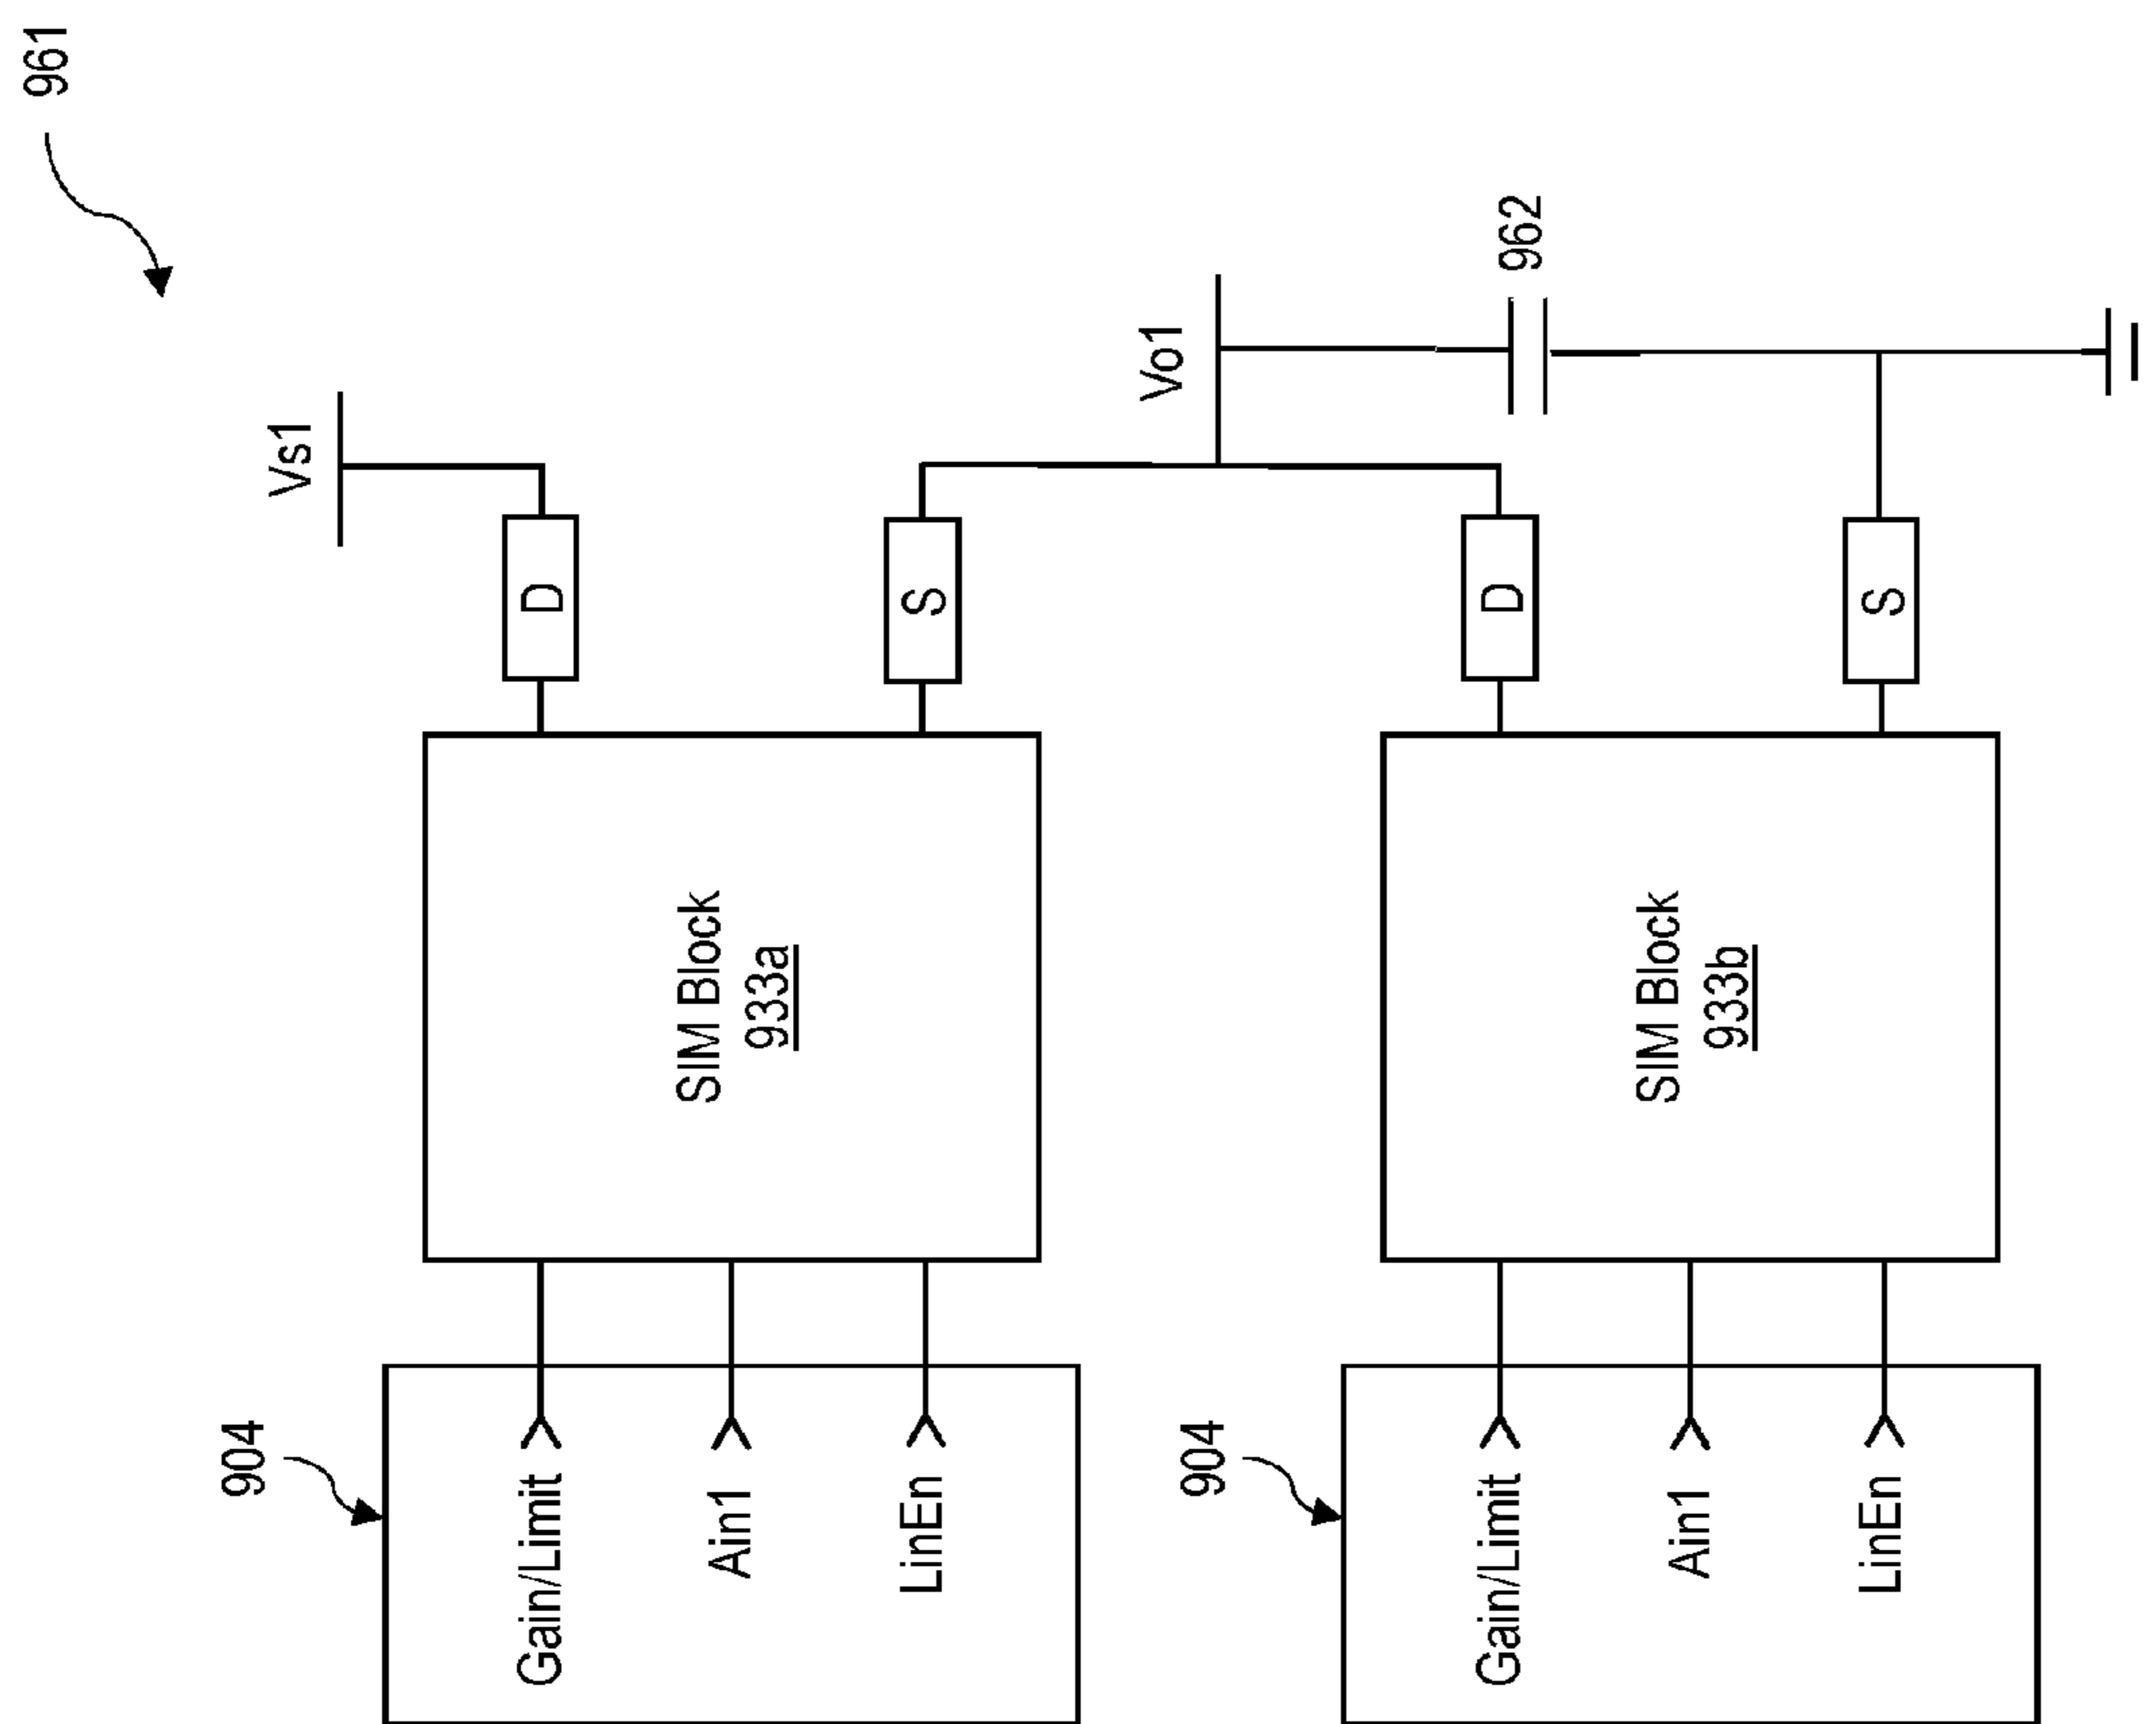 961
Vs1
D
S
SIM Block
933a
904
Gain/Limit
Ain1
LinEn
Vo1
962
D
S
SIM Block
933b
904
Gain/Limit
Ain1
LinEn